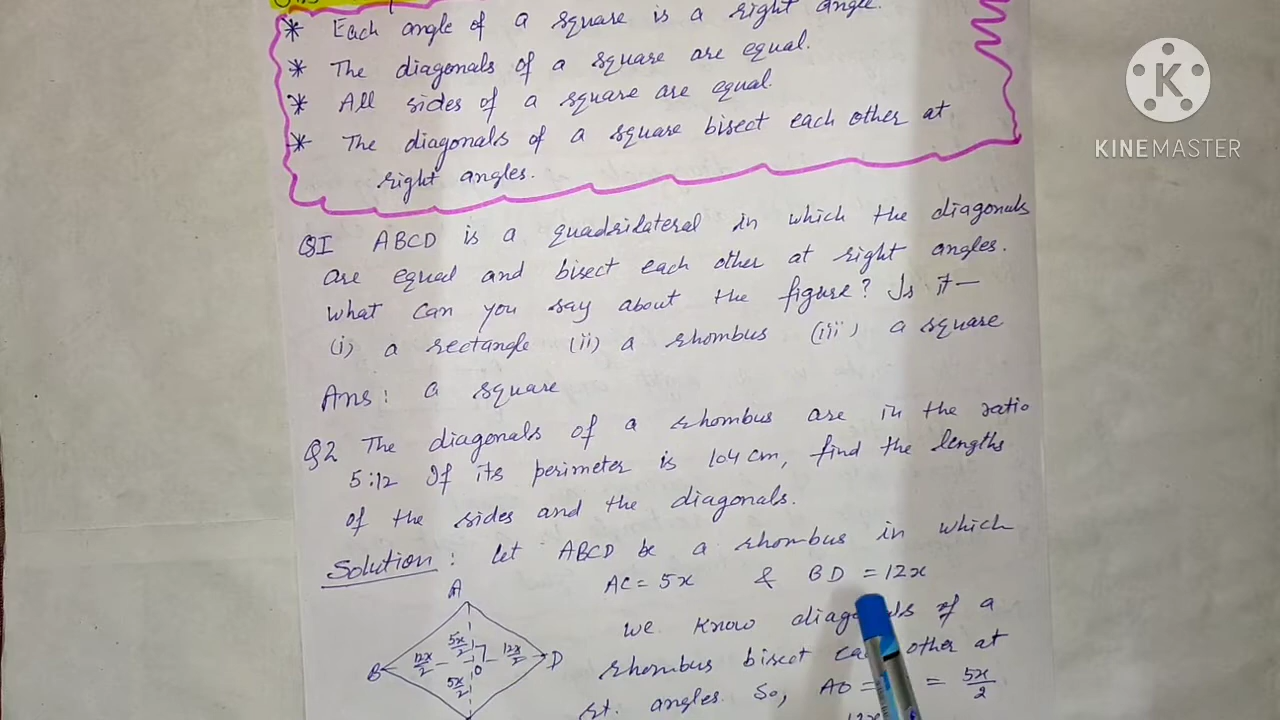 * Each angle of a square is a right angle.
* The diagonals of a square are equal.
* All sides of a square are equal.
* The diagonals of a square bisect each other at
right angles.
K
KINEMASTER
Q1 ABCD is a quadrilateral in which the diagonals
are equal and bisect each other at right angles.
What can you say about the figure? Is it—
(i) a rectangle (ii) a rhombus (iii) a square
Ans: a square
Q2 The diagonals of a rhombus are in the ratio
5:12 If its perimeter is 104 cm, find the lengths
of the sides and the diagonals.
Solution: let ABCD be a rhombus in which
AC = 5x & BD = 12x
We know diagonals of a
rhombus bisect each other at
rt. angles. So, AO = = 5x/2
12x
A
B 12x/2 5x/2 12x/2 D
O
5x/2